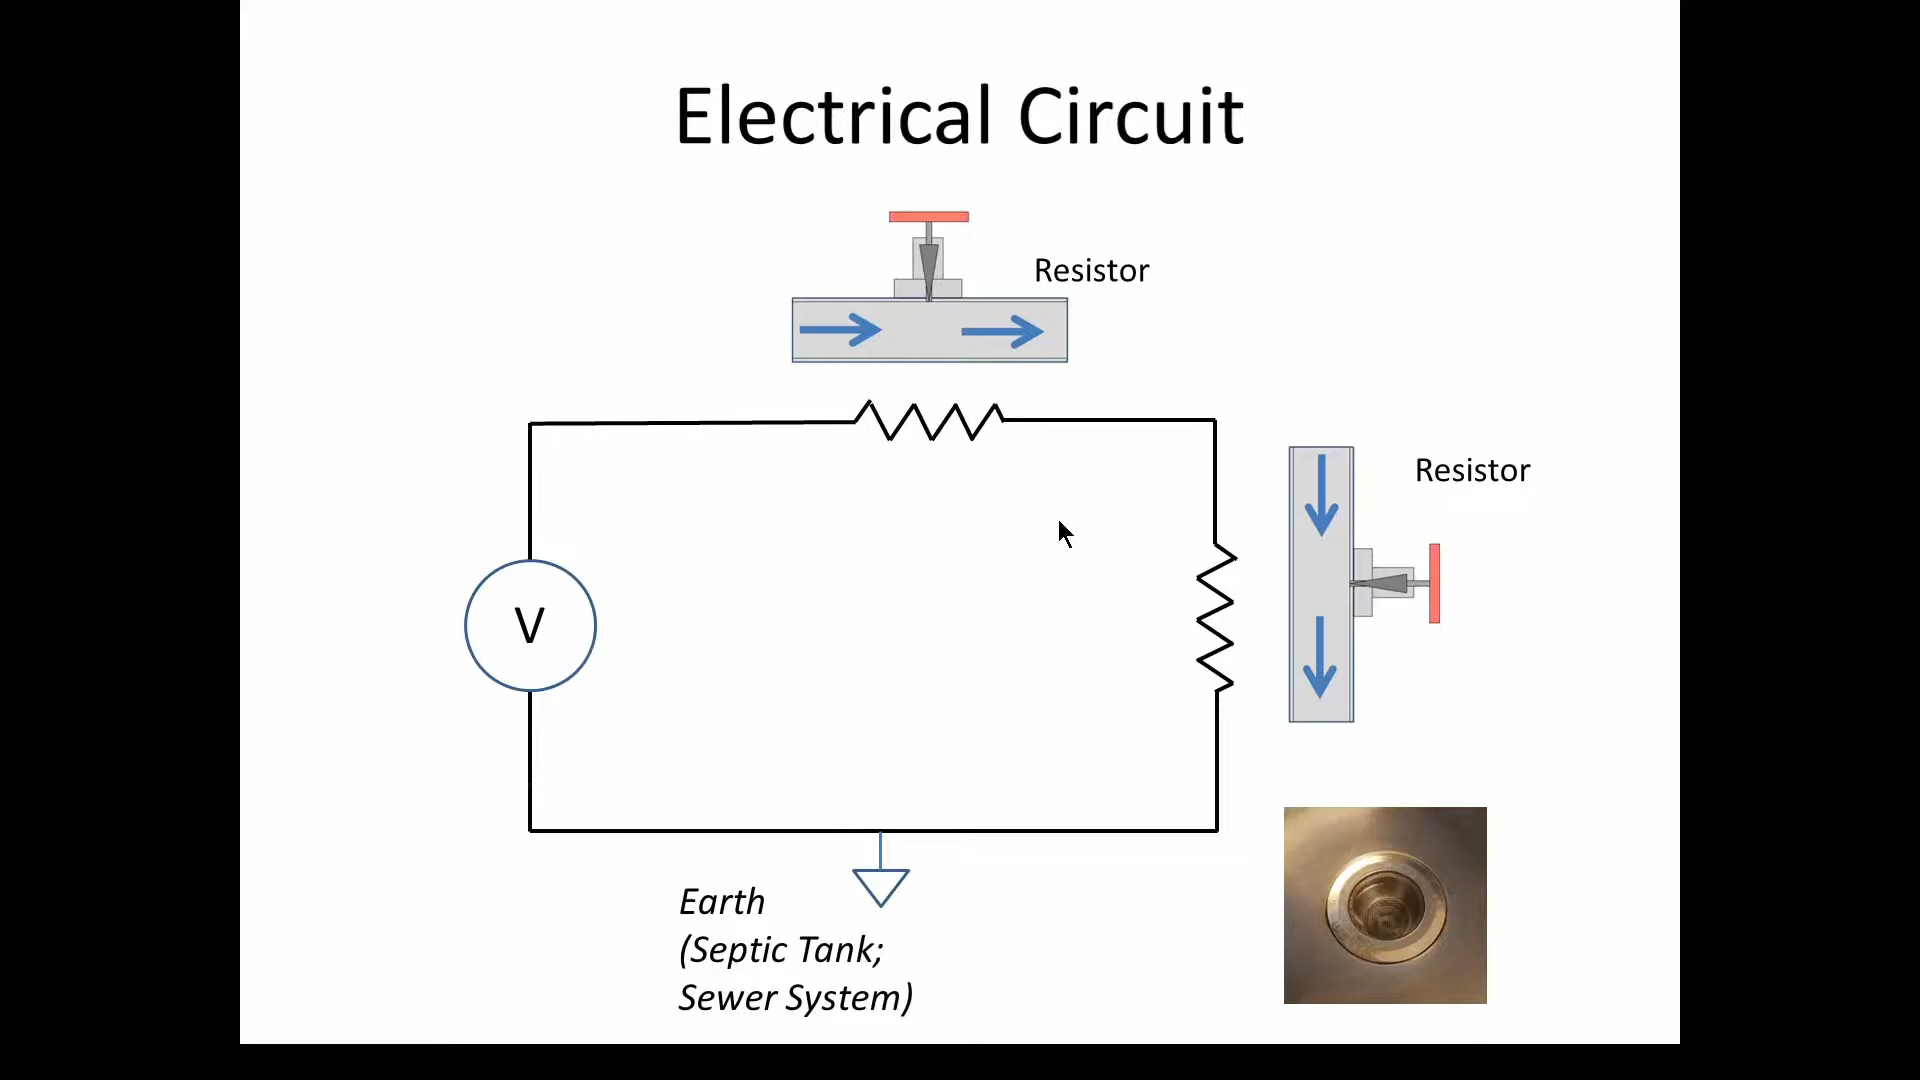 Electrical Circuit
Resistor
Resistor
V
Earth
(Septic Tank;
Sewer System)